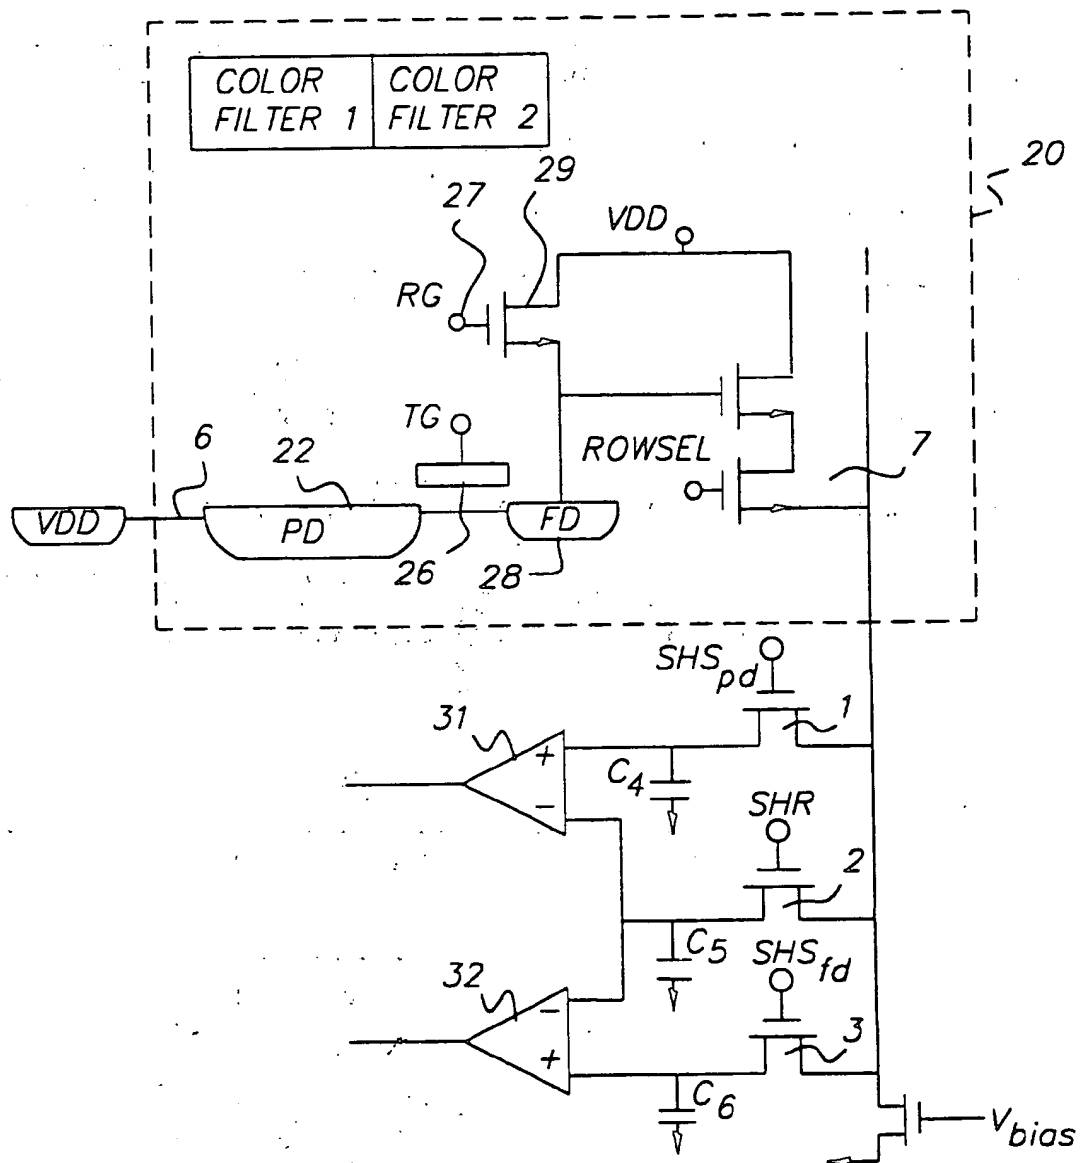 COLOR FILTER 1
COLOR FILTER 2
20
27
29
VDD
RG
TG
ROWSEL
7
6
22
VDD
PD
FD
26
28
SHSpd
1
31
+
-
C4
SHR
2
C5
SHSfd
32
-
+
3
C6
Vbias